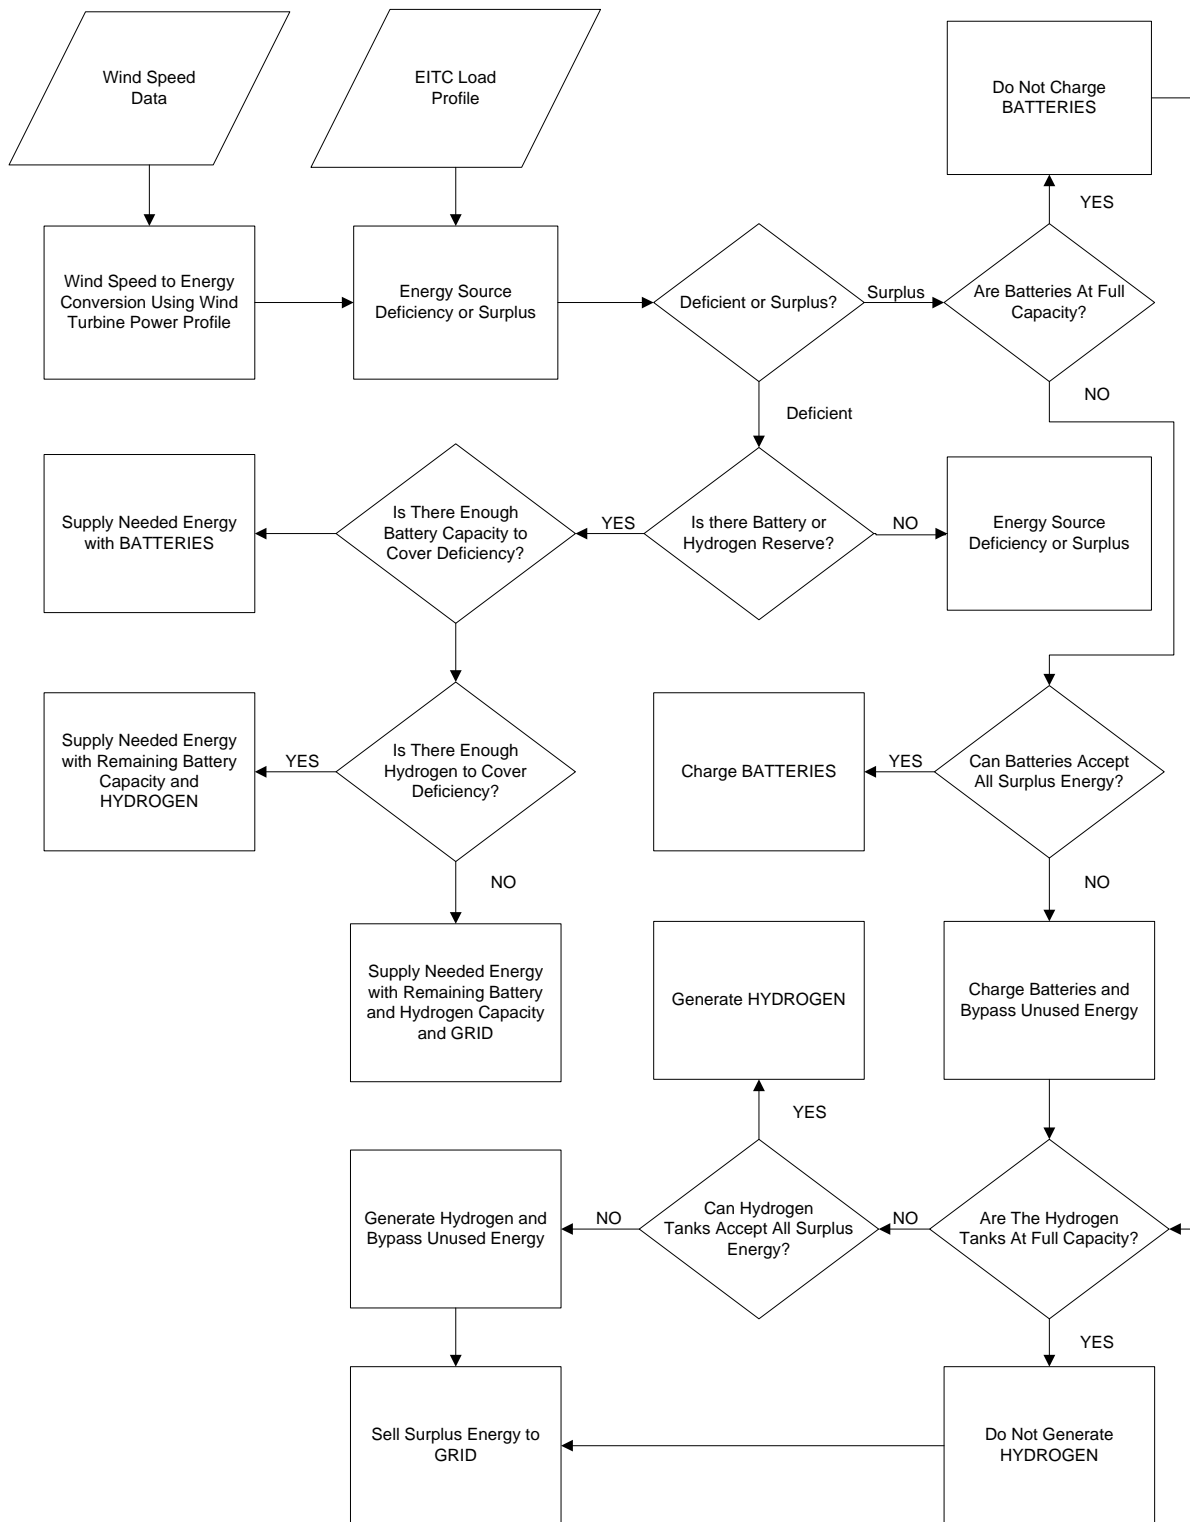 Wind Speed
Data
EITC Load
Profile
Do Not Charge
BATTERIES
YES
Wind Speed to Energy
Conversion Using Wind
Turbine Power Profile
Energy Source
Deficiency or Surplus
Deficient or Surplus?
Surplus
Are Batteries At Full
Capacity?
NO
Deficient
Supply Needed Energy
with BATTERIES
Is There Enough
Battery Capacity to
Cover Deficiency?
YES
Is there Battery or
Hydrogen Reserve?
NO
Energy Source
Deficiency or Surplus
Supply Needed Energy
with Remaining Battery
Capacity and
HYDROGEN
YES
Is There Enough
Hydrogen to Cover
Deficiency?
NO
Charge BATTERIES
YES
Can Batteries Accept
All Surplus Energy?
NO
Supply Needed Energy
with Remaining Battery
and Hydrogen Capacity
and GRID
Generate HYDROGEN
Charge Batteries and
Bypass Unused Energy
YES
Generate Hydrogen and
Bypass Unused Energy
NO
Can Hydrogen
Tanks Accept All Surplus
Energy?
NO
Are The Hydrogen
Tanks At Full Capacity?
YES
Sell Surplus Energy to
GRID
Do Not Generate
HYDROGEN